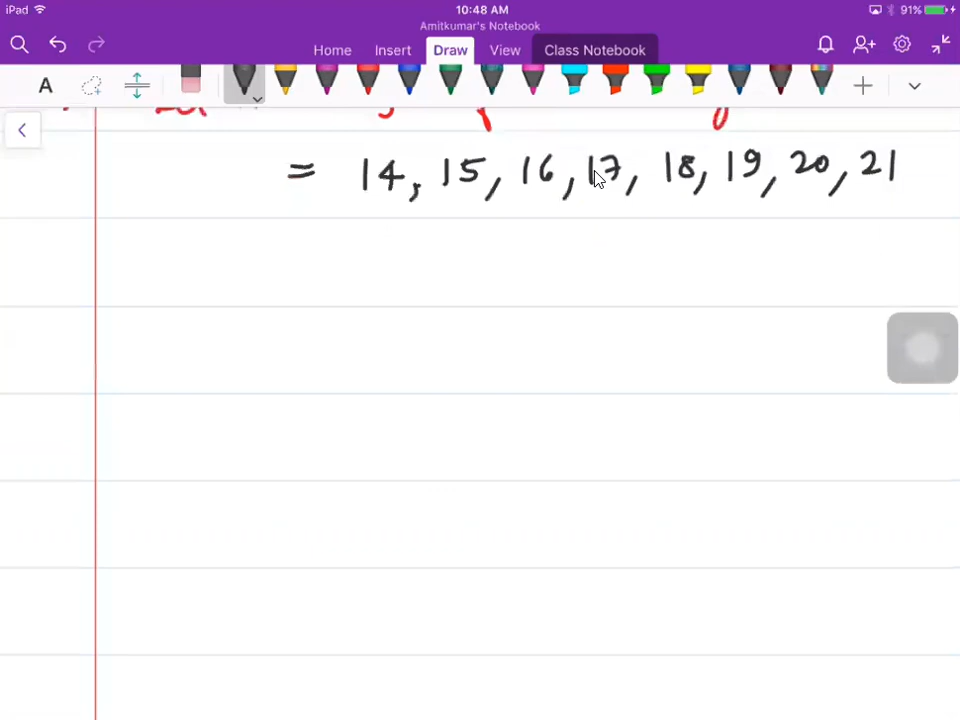 iPad 10:48 AM 91%
Amitkumar's Notebook
Home Insert Draw View Class Notebook
A
= 14, 15, 16, 17, 18, 19, 20, 21